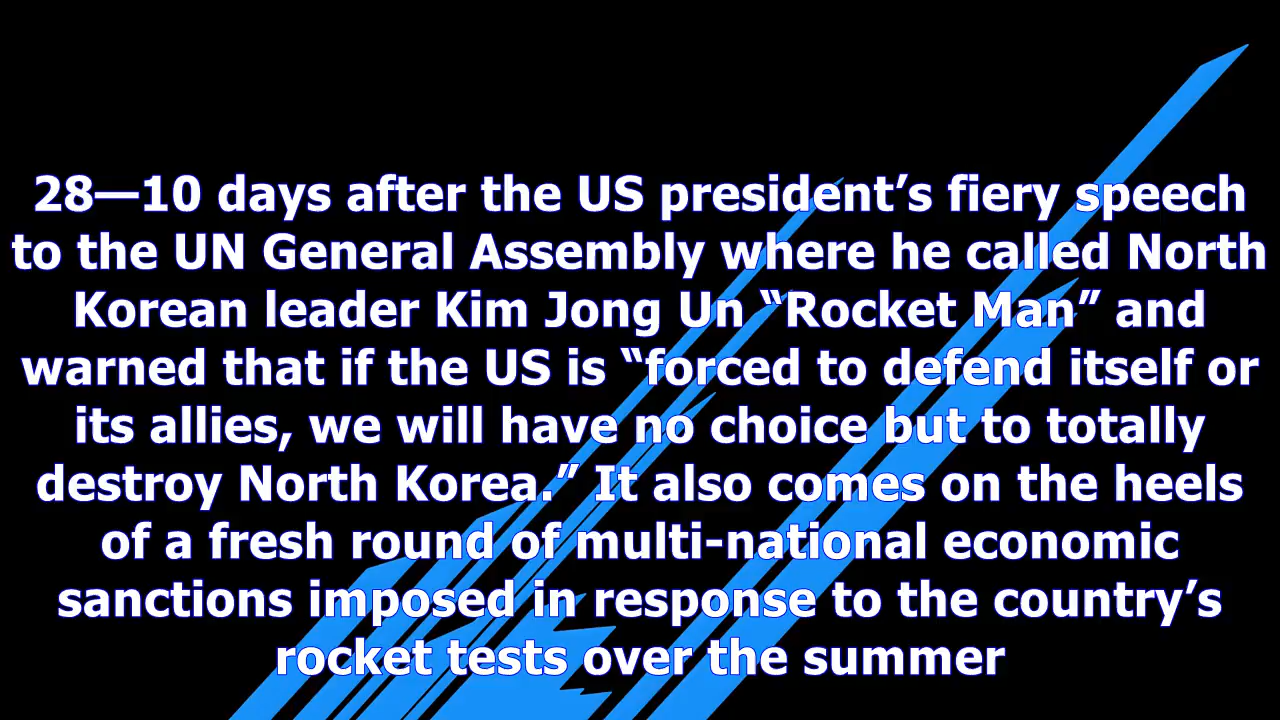 28—10 days after the US president’s fiery speech
to the UN General Assembly where he called North
Korean leader Kim Jong Un “Rocket Man” and
warned that if the US is “forced to defend itself or
its allies, we will have no choice but to totally
destroy North Korea.” It also comes on the heels
of a fresh round of multi-national economic
sanctions imposed in response to the country’s
rocket tests over the summer